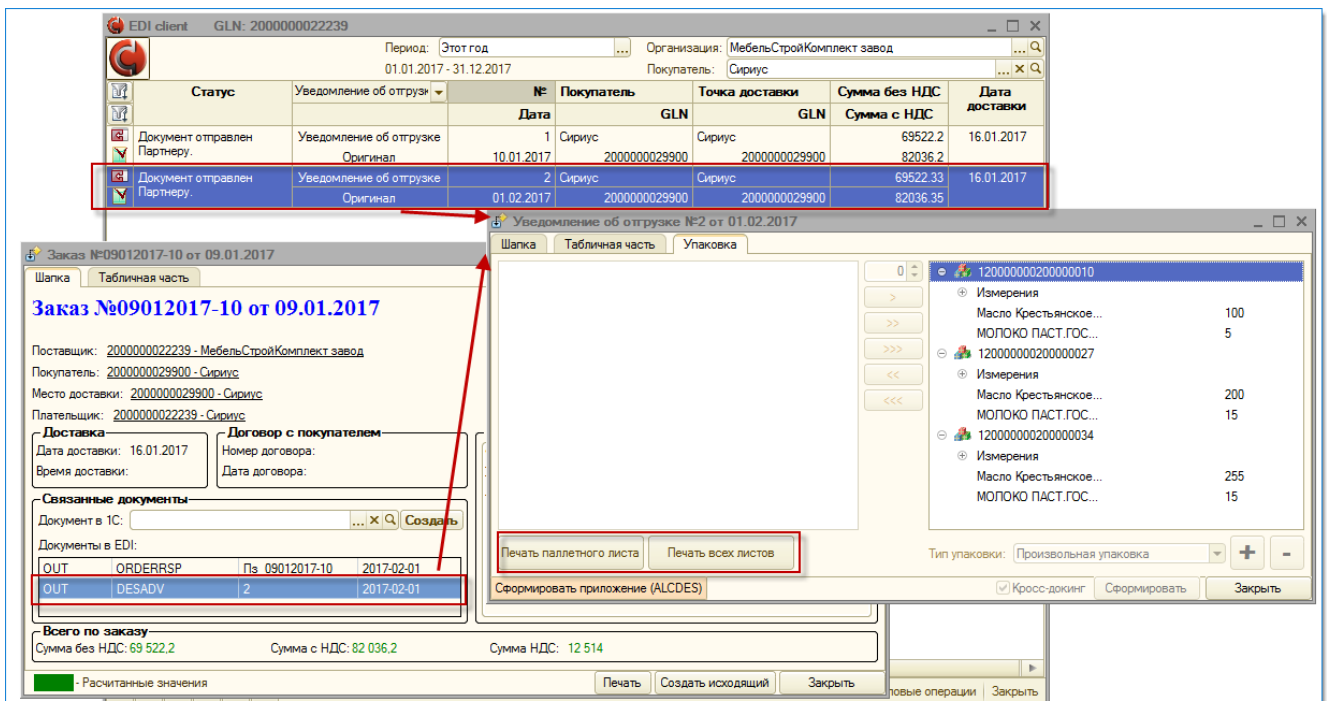 EDI client GLN: 2000000022239
Период: Этот год ... Организация: МебельСтройКомплект завод ...
01.01.2017 - 31.12.2017 Покупатель: Сириус ... x
Статус Уведомление об отгрузк № Покупатель Точка доставки Сумма без НДС Дата доставки
Дата GLN GLN Сумма с НДС
Документ отправлен Партнеру. Уведомление об отгрузке 1 Сириус Сириус 69522.2 16.01.2017
Оригинал 10.01.2017 2000000029900 2000000029900 82036.2
Документ отправлен Партнеру. Уведомление об отгрузке 2 Сириус Сириус 69522.33 16.01.2017
Оригинал 01.02.2017 2000000029900 2000000029900 82036.35
Заказ №09012017-10 от 09.01.2017
Шапка Табличная часть
Заказ №09012017-10 от 09.01.2017
Поставщик: 2000000022239 - МебельСтройКомплект завод
Покупатель: 2000000029900 - Сириус
Место доставки: 2000000029900 - Сириус
Плательщик: 2000000022239 - Сириус
Доставка
Дата доставки: 16.01.2017
Время доставки:
Договор с покупателем
Номер договора:
Дата договора:
Связанные документы
Документ в 1С: ... x Создать
Документы в EDI:
OUT ORDERRSP Пз 09012017-10 2017-02-01
OUT DESADV 2 2017-02-01
Всего по заказу
Сумма без НДС: 69 522,2 Сумма с НДС: 82 036,2 Сумма НДС: 12 514
- Расчитанные значения Печать Создать исходящий Закрыть
Уведомление об отгрузке №2 от 01.02.2017
Шапка Табличная часть Упаковка
0
>
>>
>>>
<<
<<<
120000000200000010
Измерения
Масло Крестьянское... 100
МОЛОКО ПАСТ.ГОС... 5
120000000200000027
Измерения
Масло Крестьянское... 200
МОЛОКО ПАСТ.ГОС... 15
120000000200000034
Измерения
Масло Крестьянское... 255
МОЛОКО ПАСТ.ГОС... 15
Печать паллетного листа Печать всех листов Тип упаковки: Произвольная упаковка + -
Сформировать приложение (ALCDES) Кросс-докинг Сформировать Закрыть
овые операции Закрыть